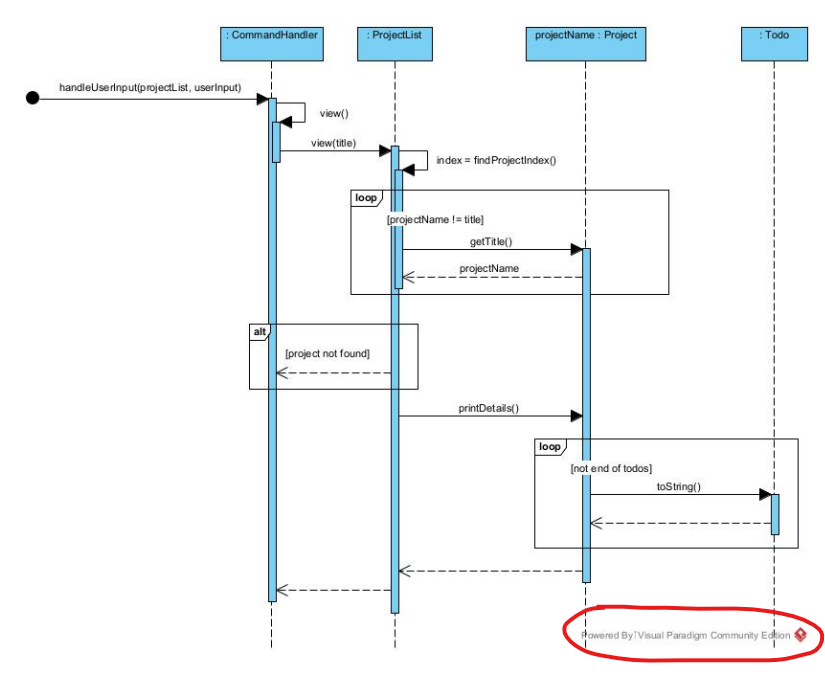 : CommandHandler
: ProjectList
projectName : Project
: Todo
handleUserInput(projectList, userInput)
view()
view(title)
index = findProjectIndex()
loop
[projectName != title]
getTitle()
projectName
alt
[project not found]
printDetails()
loop
[not end of todos]
toString()
Powered By Visual Paradigm Community Edition